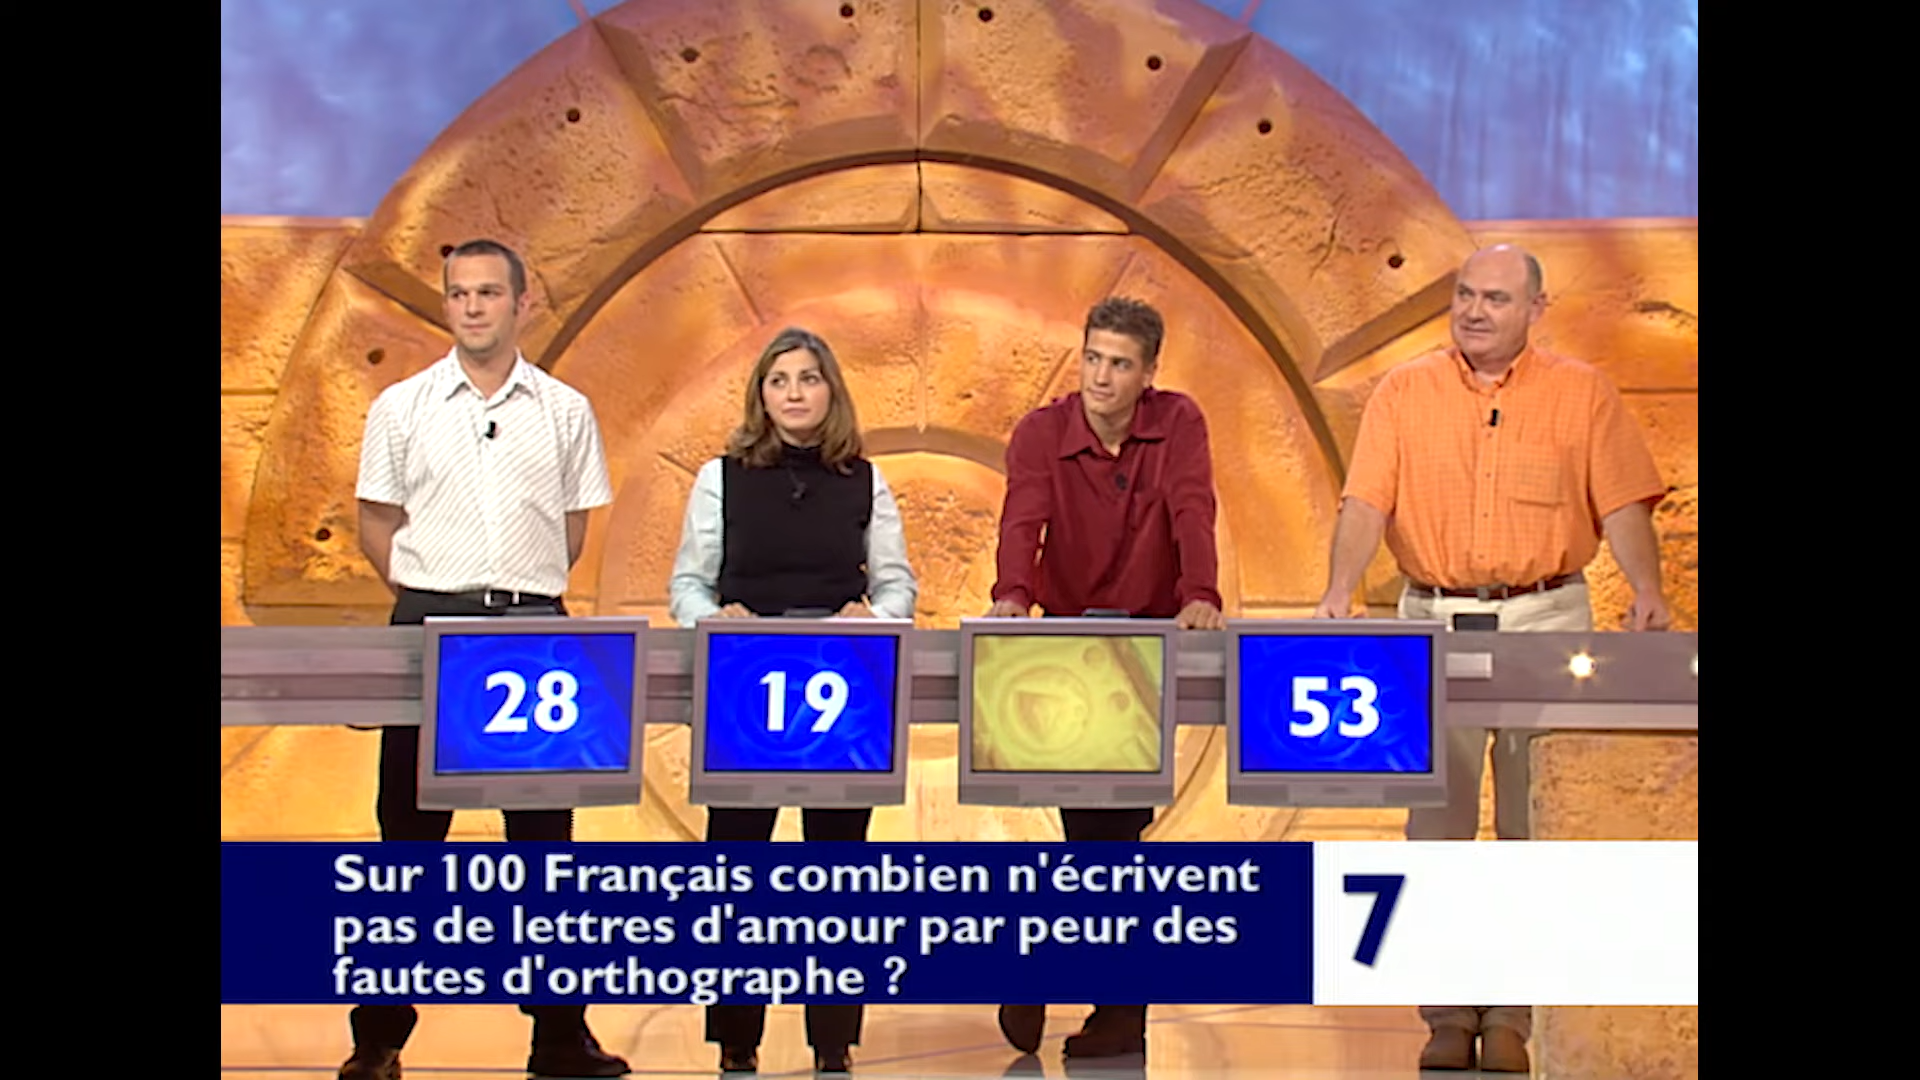 28
19
53
Sur 100 Français combien n'écrivent
pas de lettres d'amour par peur des
fautes d'orthographe ?
7